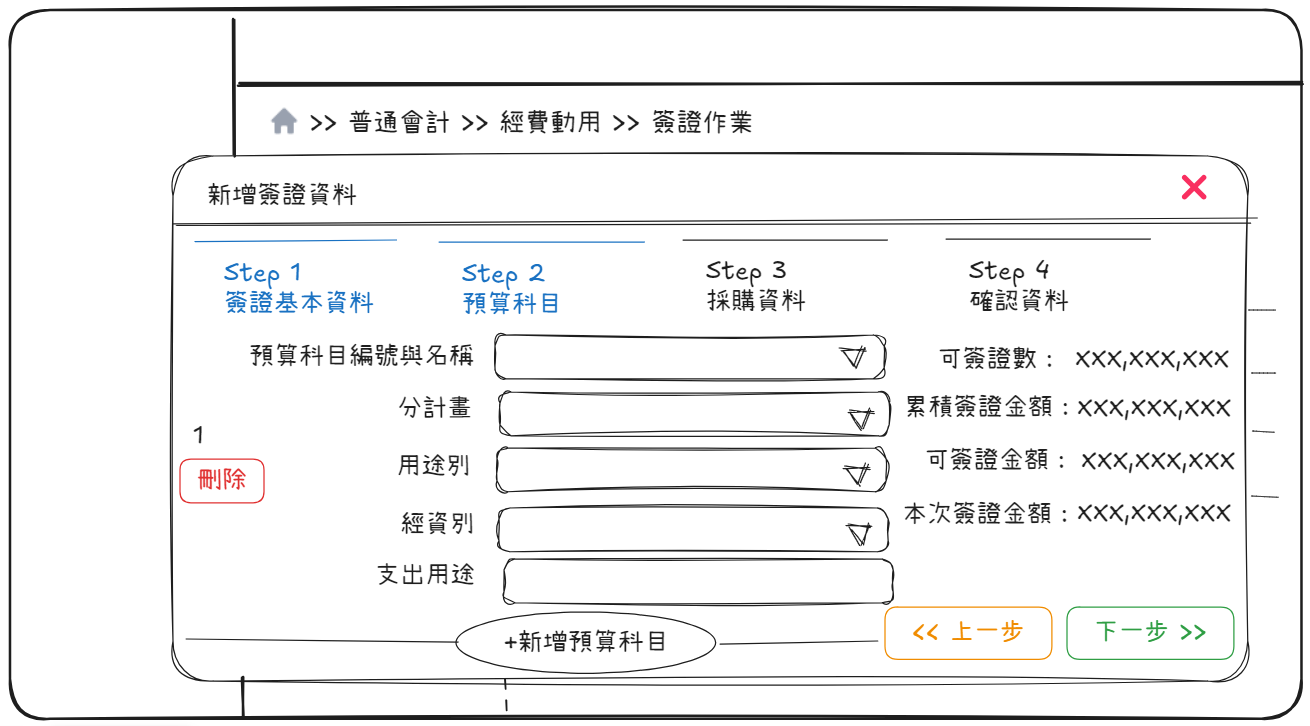 >> 普通會計 >> 經費動用 >> 簽證作業
新增簽證資料
Step 1
簽證基本資料
Step 2
預算科目
Step 3
採購資料
Step 4
確認資料
1
刪除
預算科目編號與名稱
分計畫
用途別
經資別
支出用途
可簽證數： XXX,XXX,XXX
累積簽證金額：XXX,XXX,XXX
可簽證金額： XXX,XXX,XXX
本次簽證金額：XXX,XXX,XXX
+新增預算科目
<< 上一步
下一步 >>